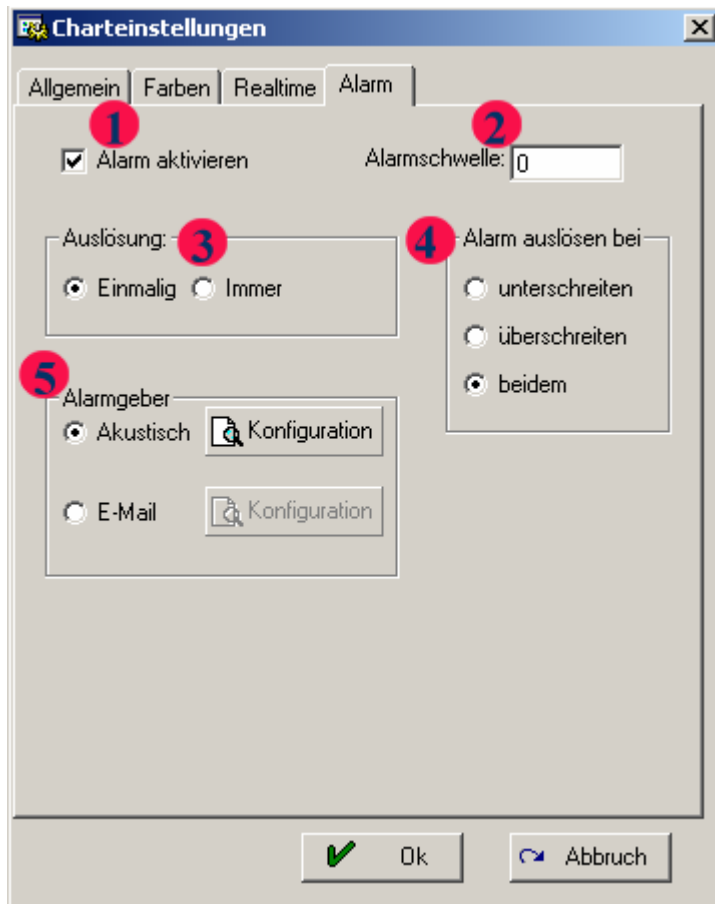 Charteinstellungen
Allgemein Farben Realtime Alarm
1 2
Alarm aktivieren Alarmschwelle: 0
Auslösung: 3 4 Alarm auslösen bei
Einmalig Immer unterschreiten
überschreiten
5 beidem
Alarmgeber
Akustisch Konfiguration
E-Mail Konfiguration
Ok Abbruch